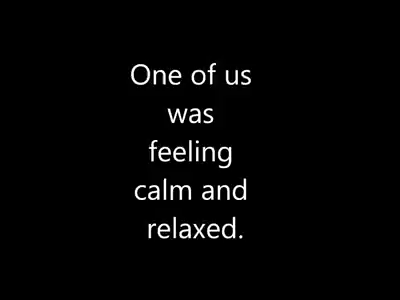 One of us
was
feeling
calm and
relaxed.